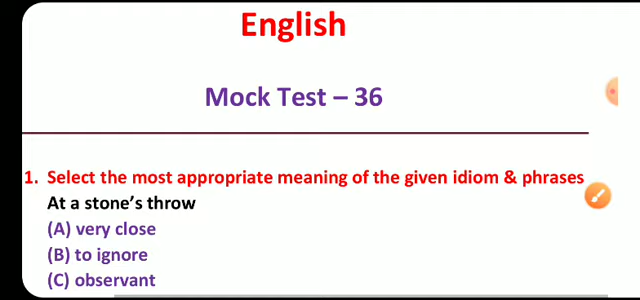 English
Mock Test – 36
1. Select the most appropriate meaning of the given idiom & phrases
At a stone’s throw
(A) very close
(B) to ignore
(C) observant